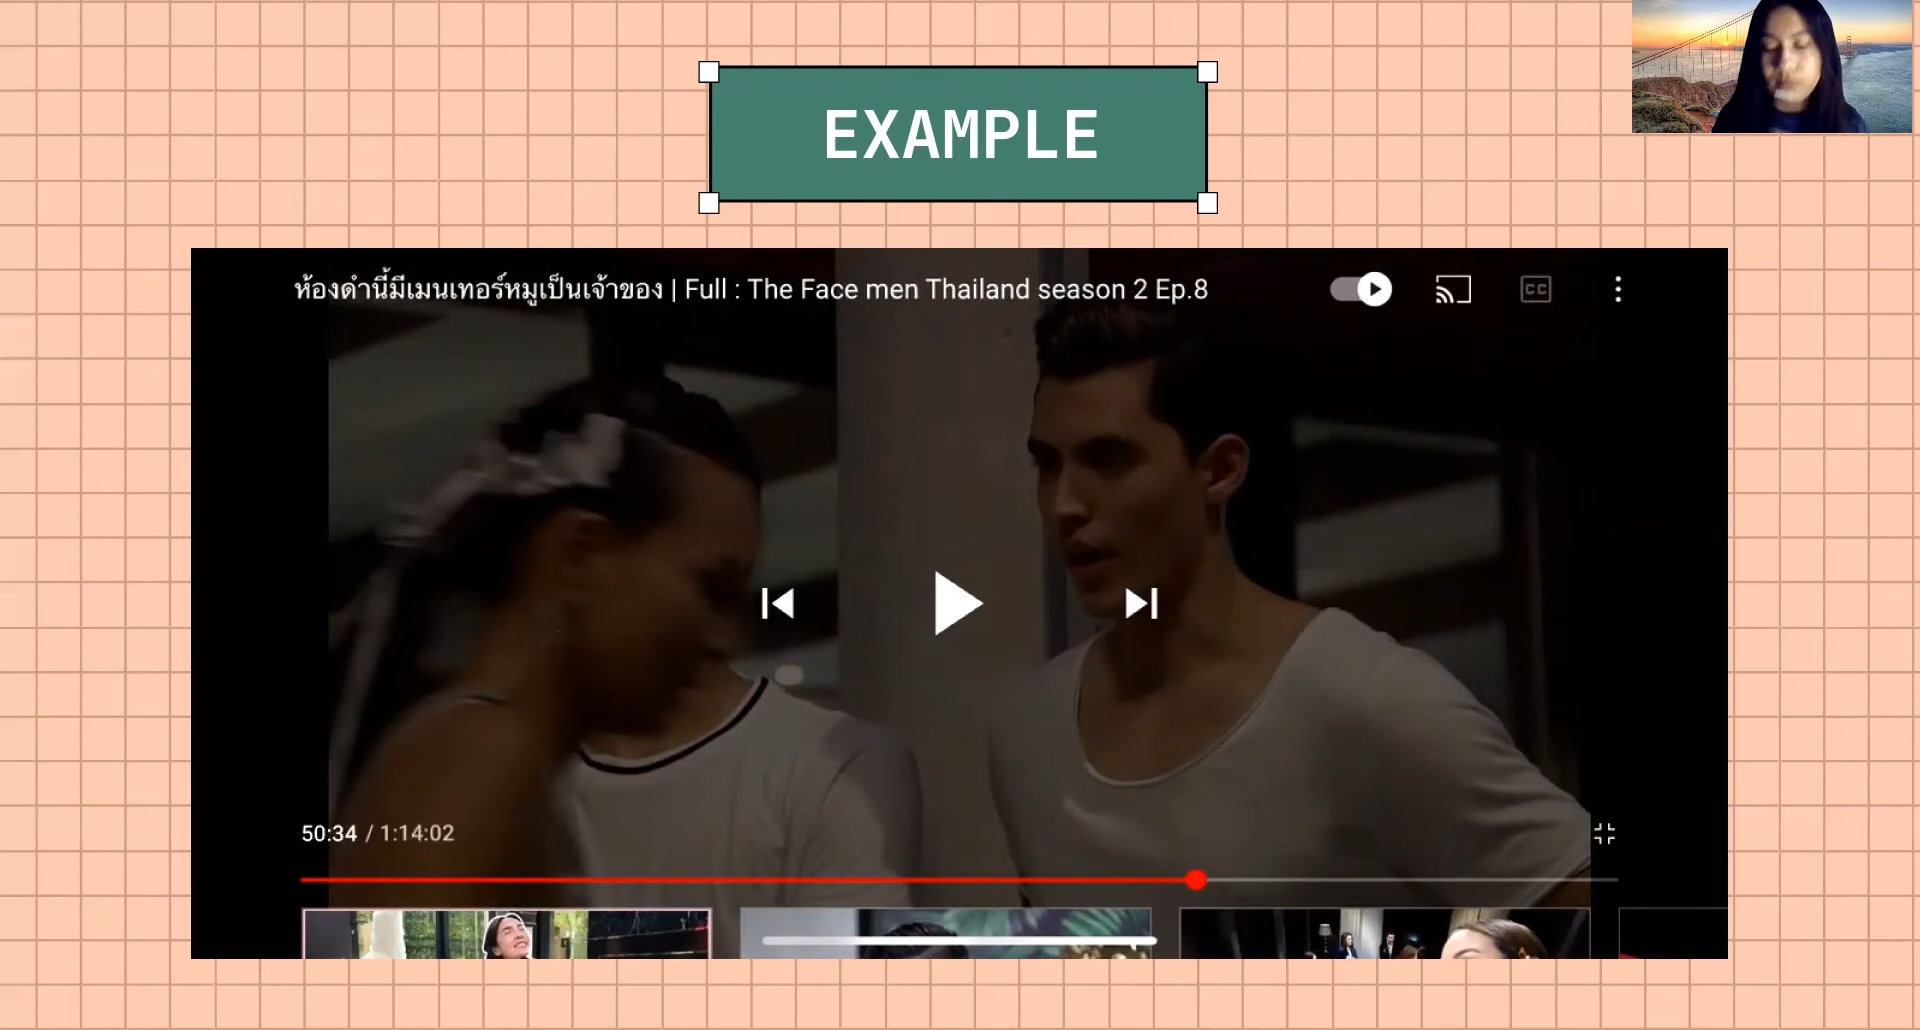 EXAMPLE
ห้องดำนี้มีเมนเทอร์หมูเป็นเจ้าของ | Full : The Face men Thailand season 2 Ep.8
CC
50:34 / 1:14:02